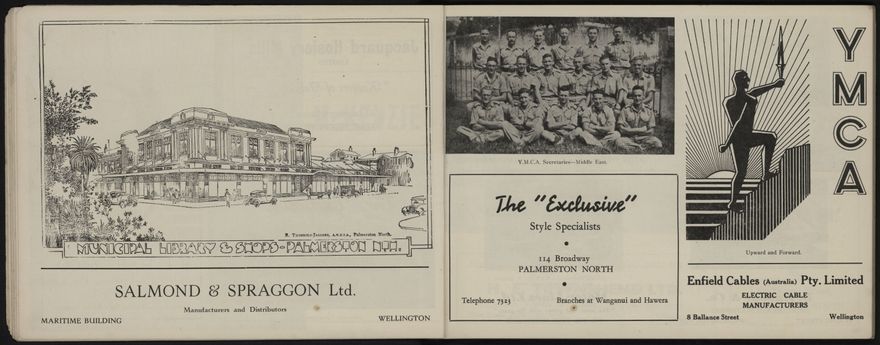 MUNICIPAL LIBRARY & SHOPS - PALMERSTON NTH.
SALMOND & SPRAGGON Ltd.
Manufacturers and Distributors
MARITIME BUILDING
WELLINGTON
Y.M.C.A. Secretaries—Middle East.
The "Exclusive"
Style Specialists
114 Broadway
PALMERSTON NORTH
Telephone 7323
Branches at Wanganui and Hawera
YMCA
Upward and Forward.
Enfield Cables (Australia) Pty. Limited
ELECTRIC CABLE
MANUFACTURERS
8 Ballance Street
Wellington